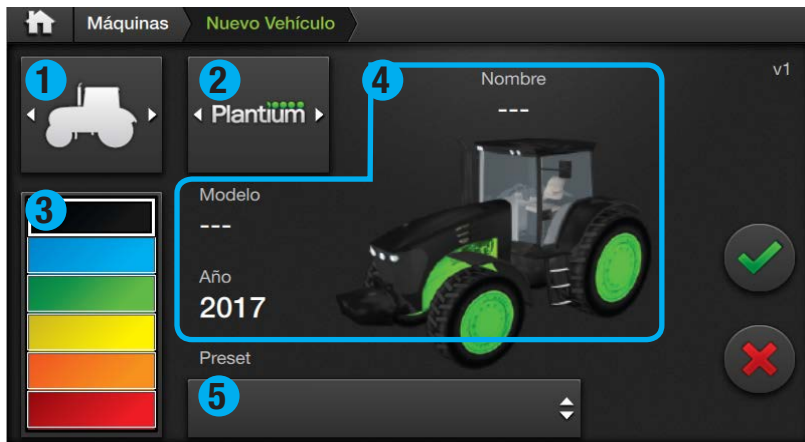 Máquinas Nuevo Vehículo
1
2
4
Nombre
v1
Plantium
---
3
Modelo
---
Año
2017
Preset
5